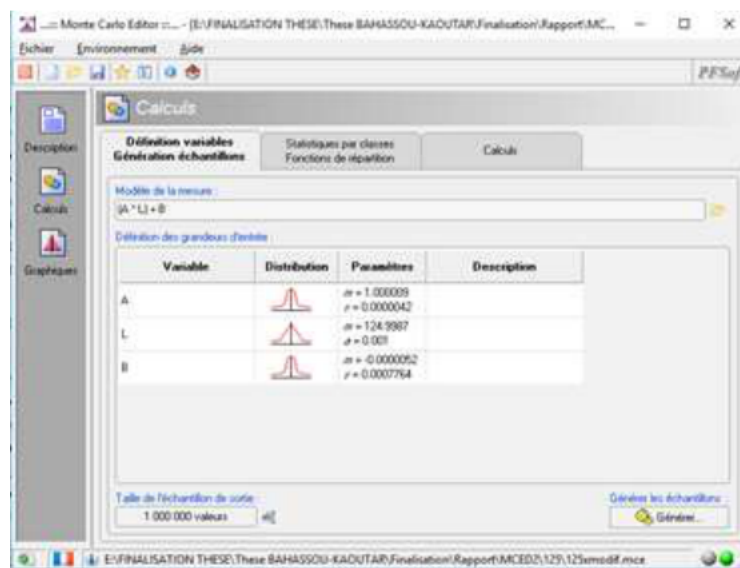 .::: Monte Carlo Editor ::... - [E:\FINALISATION THESE\These BAHASSOU-KAOUTAR\Finalisation\Rapport\MC...
Fichier Environnement Aide
PFSof
Description
Calculs
Graphiques
Calculs
Définition variables
Génération échantillons
Statistiques par classes
Fonctions de répartition
Calculs
Modèle de la mesure :
(A * L) + B
Définition des grandeurs d'entrée :
Variable Distribution Paramètres Description
A m = 1.000009
r = 0.0000042
L m = 124.9987
a = 0.001
B m = -0.0000052
r = 0.0007764
Taille de l'échantillon de sortie :
1 000 000 valeurs
Générer les échantillons :
Générer...
E:\FINALISATION THESE\These BAHASSOU-KAOUTAR\Finalisation\Rapport\MCED2\125\125xmodif.mce